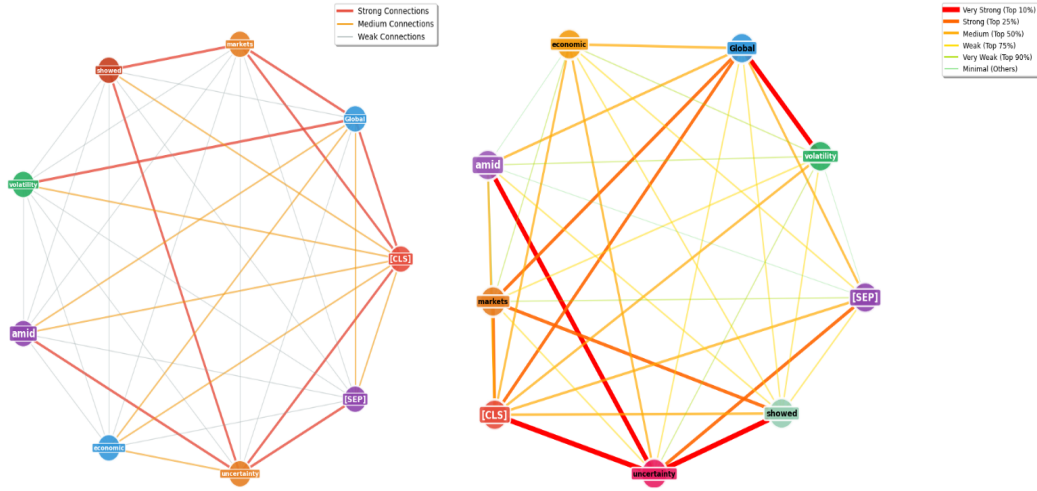 Strong Connections
Medium Connections
Weak Connections
markets
showed
Global
volatility
[CLS]
amid
[SEP]
economic
uncertainty
Very Strong (Top 10%)
Strong (Top 25%)
Medium (Top 50%)
Weak (Top 75%)
Very Weak (Top 90%)
Minimal (Others)
economic
Global
volatility
amid
[SEP]
markets
[CLS]
showed
uncertainty